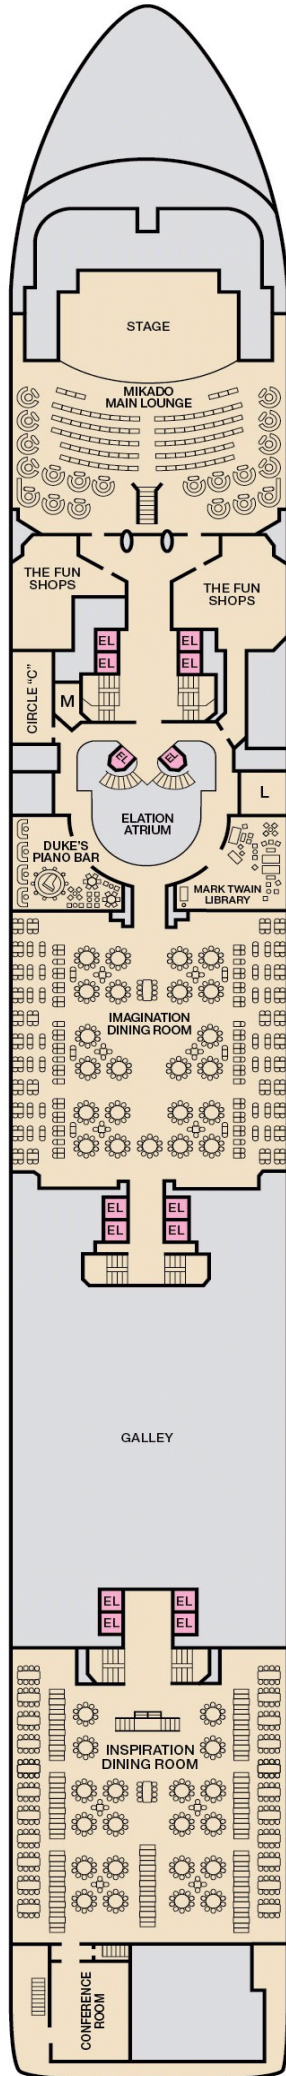 STAGE
MIKADO
MAIN LOUNGE
THE FUN
SHOPS
THE FUN
SHOPS
EL
EL
EL
EL
CIRCLE "C"
M
EL
EL
L
ELATION
ATRIUM
DUKE'S
PIANO BAR
MARK TWAIN
LIBRARY
IMAGINATION
DINING ROOM
EL
EL
EL
EL
GALLEY
EL
EL
EL
EL
INSPIRATION
DINING ROOM
CONFERENCE
ROOM